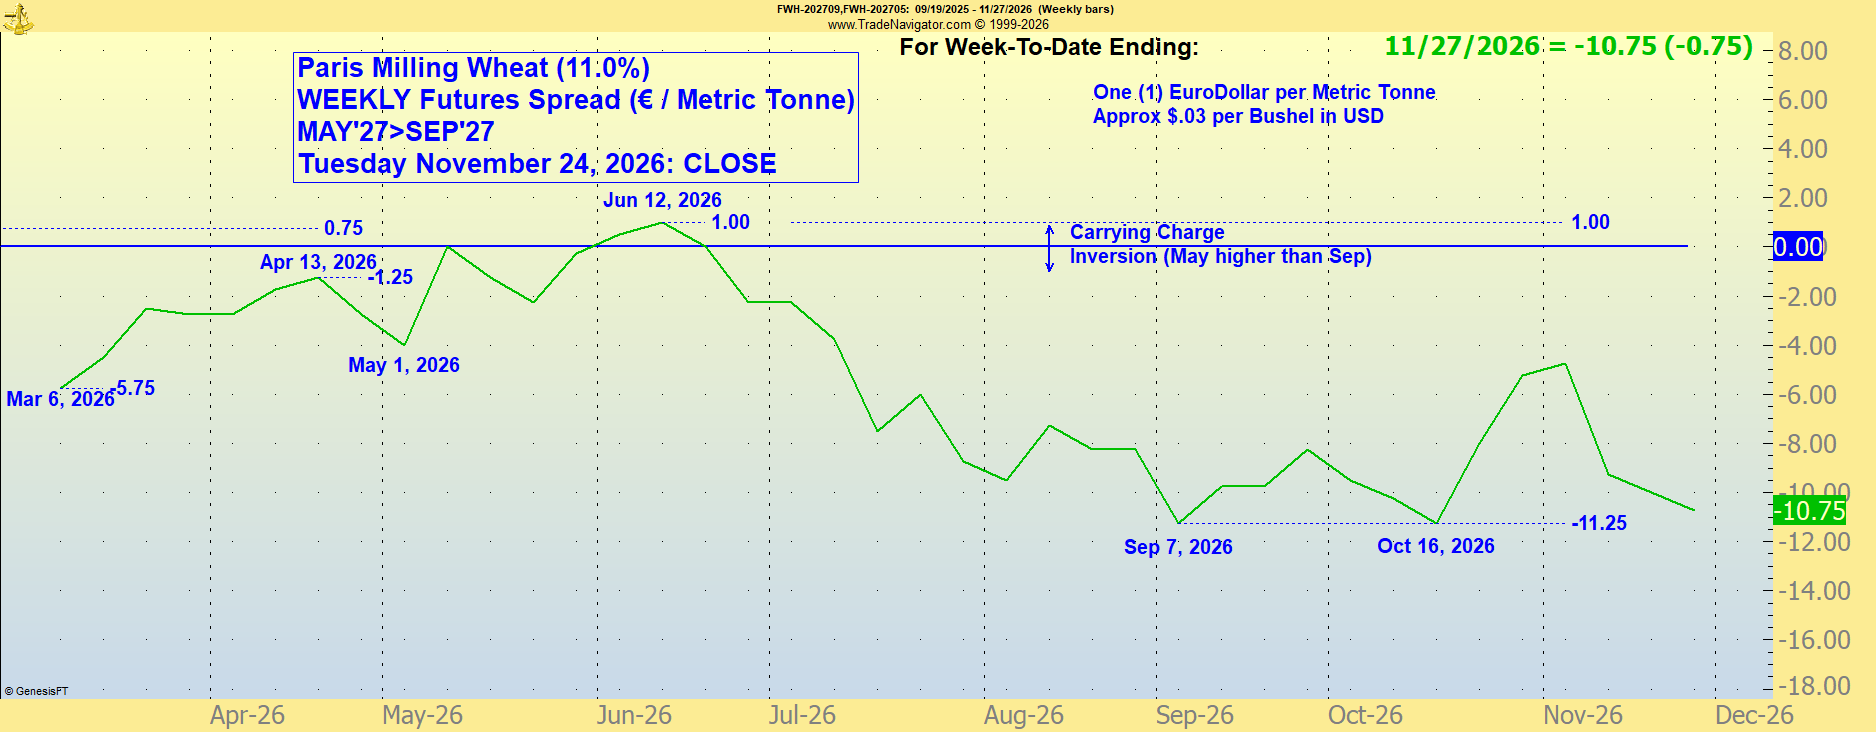 FWH-202709,FWH-202705: 09/19/2025 - 11/27/2026 (Weekly bars)
www.TradeNavigator.com © 1999-2026
For Week-To-Date Ending:
11/27/2026 = -10.75 (-0.75)
Paris Milling Wheat (11.0%)
WEEKLY Futures Spread (€ / Metric Tonne)
MAY'27>SEP'27
Tuesday November 24, 2026: CLOSE
One (1) EuroDollar per Metric Tonne
Approx $.03 per Bushel in USD
Jun 12, 2026
1.00
1.00
0.75
Carrying Charge
Inversion (May higher than Sep)
Apr 13, 2026
-1.25
May 1, 2026
-5.75
Mar 6, 2026
-11.25
Sep 7, 2026
Oct 16, 2026
8.00
6.00
4.00
2.00
0.00
-2.00
-4.00
-6.00
-8.00
-10.00
-10.75
-12.00
-14.00
-16.00
-18.00
© GenesisFT
Apr-26
May-26
Jun-26
Jul-26
Aug-26
Sep-26
Oct-26
Nov-26
Dec-26